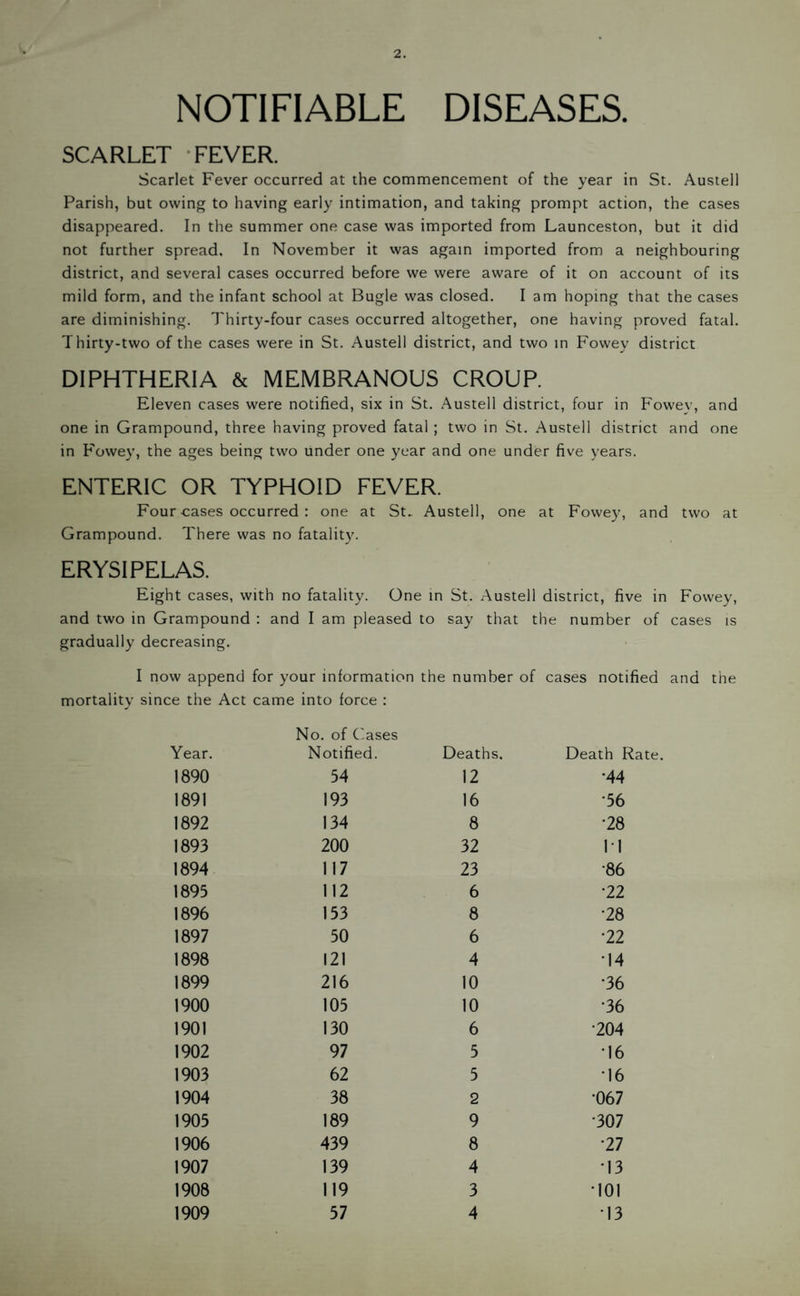 2.
NOTIFIABLE DISEASES.
SCARLET FEVER.
Scarlet Fever occurred at the commencement of the year in St. Austell
Parish, but owing to having early intimation, and taking prompt action, the cases
disappeared. In the summer one case was imported from Launceston, but it did
not further spread. In November it was again imported from a neighbouring
district, and several cases occurred before we were aware of it on account of its
mild form, and the infant school at Bugle was closed. I am hoping that the cases
are diminishing. Thirty-four cases occurred altogether, one having proved fatal.
Thirty-two of the cases were in St. Austell district, and two in Fowey district
DIPHTHERIA & MEMBRANOUS CROUP.
Eleven cases were notified, six in St. Austell district, four in Fowey, and
one in Grampound, three having proved fatal ; two in St. Austell district and one
in Fowey, the ages being two under one year and one under five years.
ENTERIC OR TYPHOID FEVER.
Four cases occurred : one at St. Austell, one at Fowey, and two at
Grampound. There was no fatality.
ERYSIPELAS.
Eight cases, with no fatality. One in St. Austell district, five in Fowey,
and two in Grampound : and I am pleased to say that the number of cases is
gradually decreasing.
I now append for your information the number of cases notified and the
mortality since the Act came into force :
No. of Cases
Year. Notified. Deaths. Death Rate.
1890 54 12 ·44
1891 193 16 ·56
1892 134 8 ·28
1893 200 32 1·1
1894 117 23 ·86
1895 112 6 ·22
1896 153 8 ·28
1897 50 6 ·22
1898 121 4 ·14
1899 216 10 ·36
1900 105 10 ·36
1901 130 6 ·204
1902 97 5 ·16
1903 62 5 ·16
1904 38 2 ·067
1905 189 9 ·307
1906 439 8 ·27
1907 139 4 ·13
1908 119 3 ·101
1909 57 4 ·13